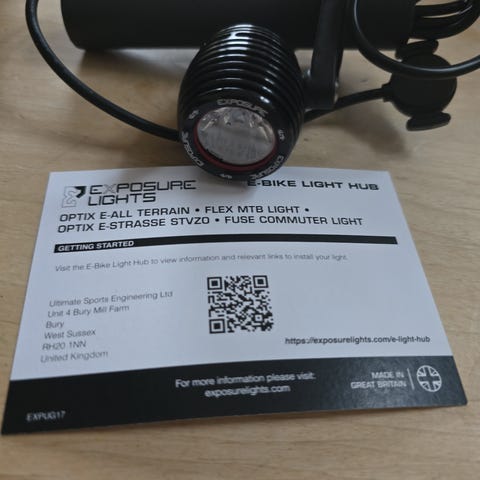 EXPOSURE
EXPOSURE
EXPOSURE
EXPOSURE LIGHTS
E-BIKE LIGHT HUB
OPTIX E-ALL TERRAIN • FLEX MTB LIGHT •
OPTIX E-STRASSE STVZO • FUSE COMMUTER LIGHT
GETTING STARTED
Visit the E-Bike Light Hub to view information and relevant links to install your light.
Ultimate Sports Engineering Ltd
Unit 4 Bury Mill Farm
Bury
West Sussex
RH20 1NN
United Kingdom
https://exposurelights.com/e-light-hub
For more information please visit:
exposurelights.com
MADE IN
GREAT BRITAIN
EXPUG17